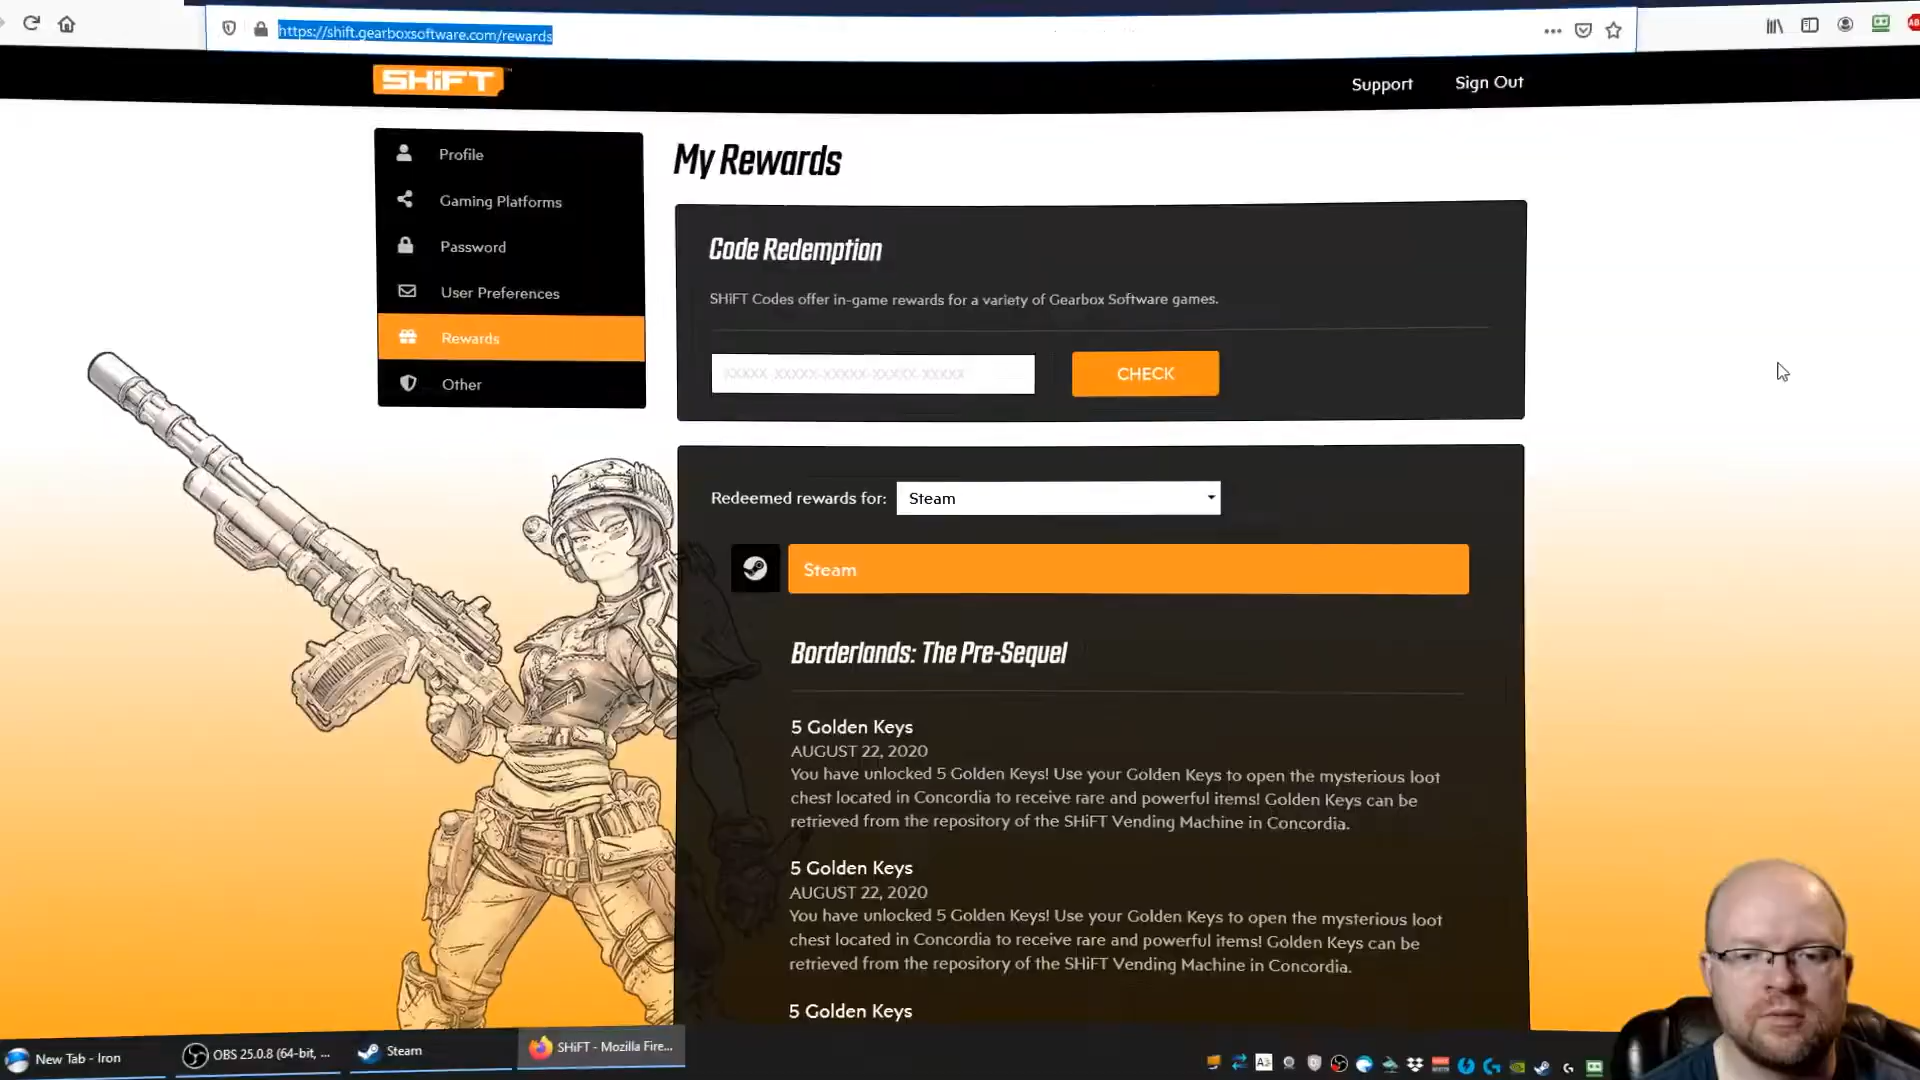 https://shift.gearboxsoftware.com/rewards
SHiFT
Support
Sign Out
Profile
Gaming Platforms
Password
User Preferences
Rewards
Other
My Rewards
Code Redemption
SHiFT Codes offer in-game rewards for a variety of Gearbox Software games.
XXXXX-XXXXX-XXXXX-XXXXX-XXXXX
CHECK
Redeemed rewards for:
Steam
Steam
Borderlands: The Pre-Sequel
5 Golden Keys
AUGUST 22, 2020
You have unlocked 5 Golden Keys! Use your Golden Keys to open the mysterious loot
chest located in Concordia to receive rare and powerful items! Golden Keys can be
retrieved from the repository of the SHiFT Vending Machine in Concordia.
5 Golden Keys
AUGUST 22, 2020
You have unlocked 5 Golden Keys! Use your Golden Keys to open the mysterious loot
chest located in Concordia to receive rare and powerful items! Golden Keys can be
retrieved from the repository of the SHiFT Vending Machine in Concordia.
5 Golden Keys
New Tab - Iron
OBS 25.0.8 (64-bit, ...
Steam
SHiFT - Mozilla Fire...